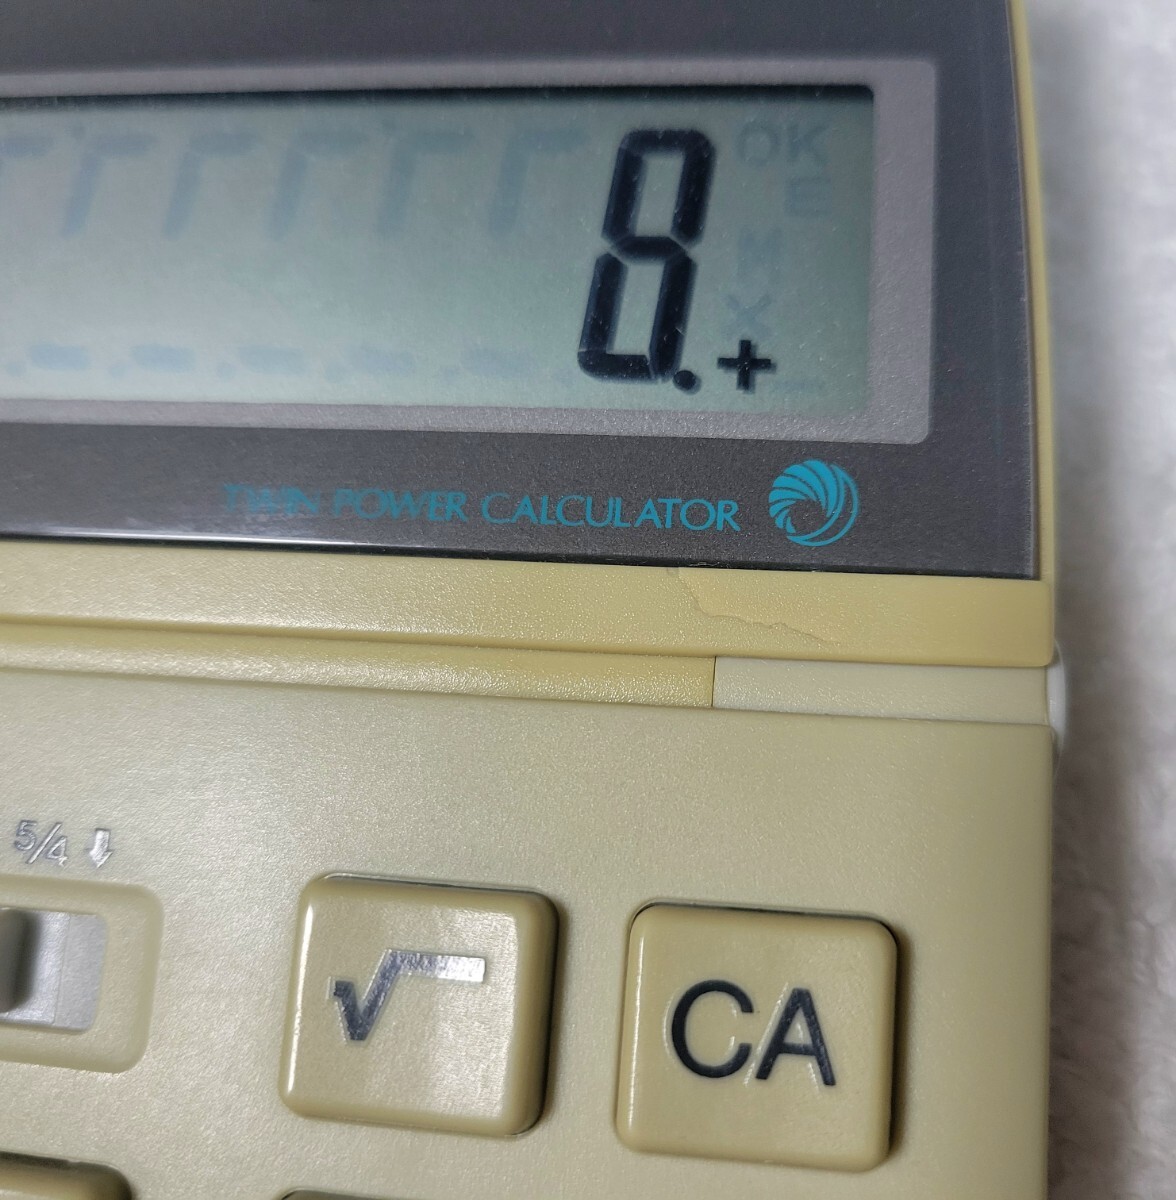 OK
E
M
X
8.+
TWIN POWER CALCULATOR
5/4 ↓
√ CA